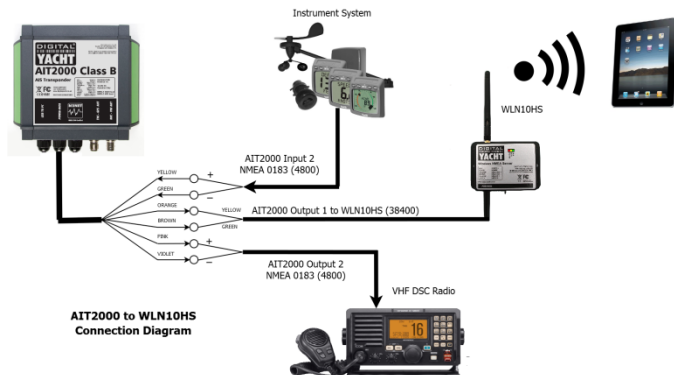 Instrument System
DIGITAL
YACHT
AIT2000 Class B
AIS Transponder
WLN10HS
DIGITAL
YACHT
AIT2000 Input 2
NMEA 0183 (4800)
YELLOW +
GREEN −
ORANGE YELLOW
AIT2000 Output 1 to WLN10HS (38400)
BROWN GREEN
PINK +
VIOLET −
AIT2000 Output 2
NMEA 0183 (4800)
VHF DSC Radio
16
AIT2000 to WLN10HS
Connection Diagram